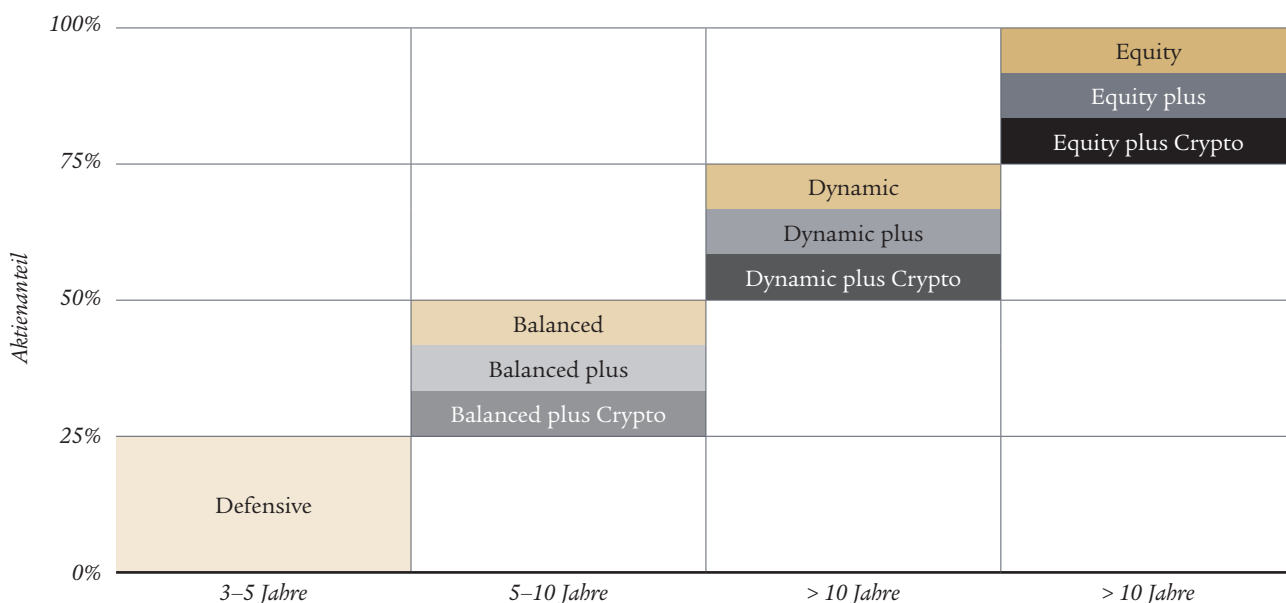 100%
Equity
Equity plus
Equity plus Crypto
75%
Dynamic
Dynamic plus
Dynamic plus Crypto
Aktienanteil
50%
Balanced
Balanced plus
Balanced plus Crypto
25%
Defensive
0%
3–5 Jahre
5–10 Jahre
> 10 Jahre
> 10 Jahre